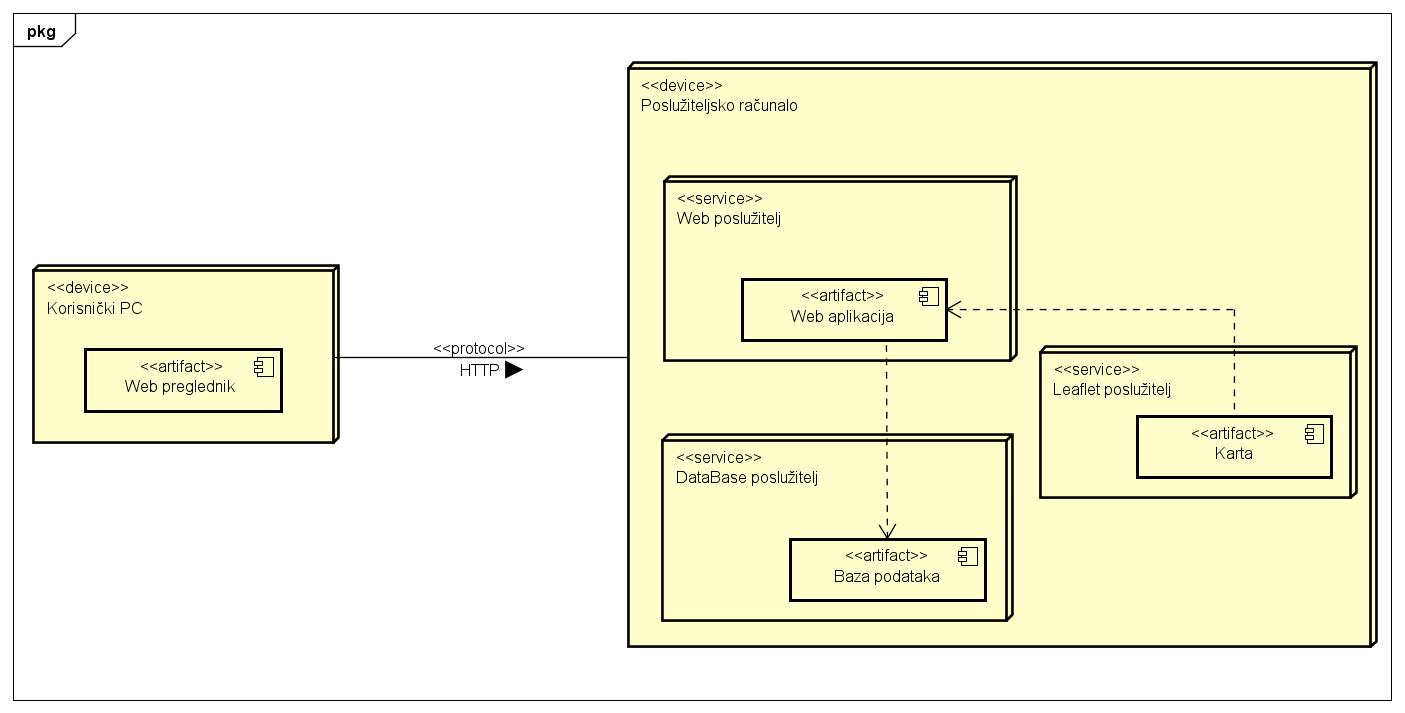 pkg
<<device>>
Poslužiteljsko računalo
<<service>>
Web poslužitelj
<<artifact>>
Web aplikacija
<<device>>
Korisnički PC
<<artifact>>
Web preglednik
<<protocol>>
HTTP
<<service>>
Leaflet poslužitelj
<<artifact>>
Karta
<<service>>
DataBase poslužitelj
<<artifact>>
Baza podataka